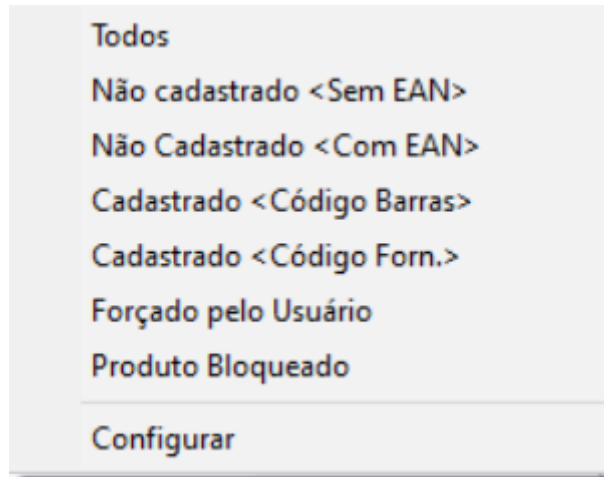 Todos
Não cadastrado <Sem EAN>
Não Cadastrado <Com EAN>
Cadastrado <Código Barras>
Cadastrado <Código Forn.>
Forçado pelo Usuário
Produto Bloqueado
Configurar